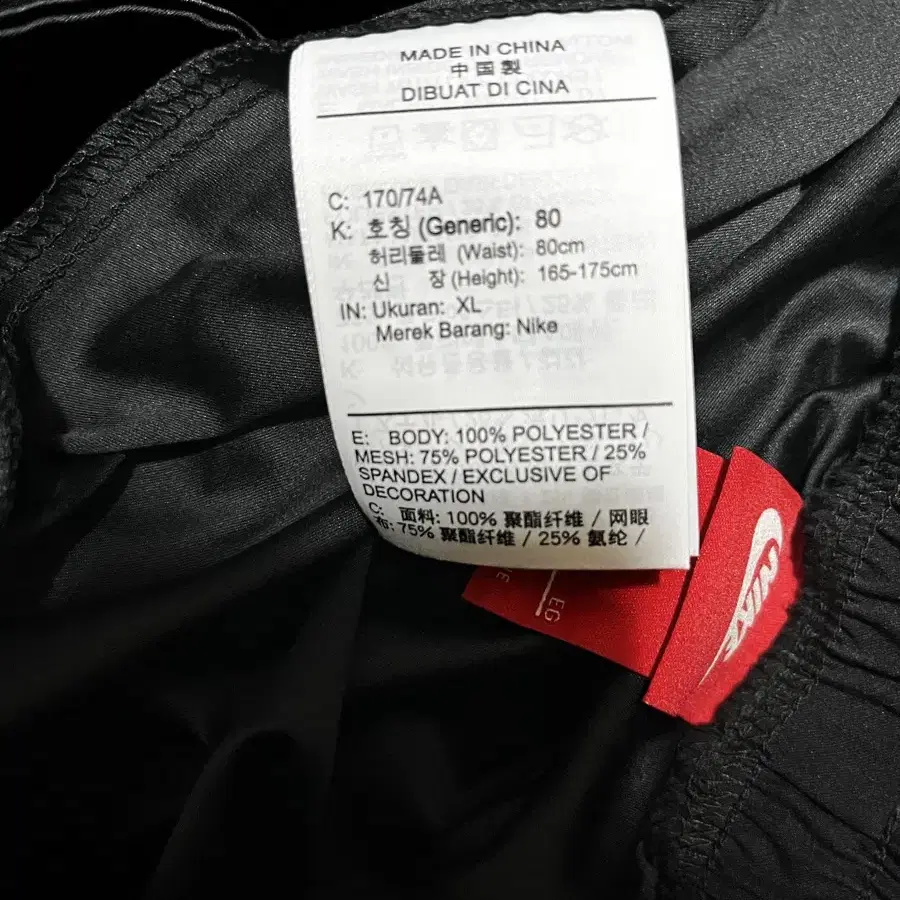 MADE IN CHINA
中国製
DIBUAT DI CINA
C: 170/74A
K: 호칭 (Generic): 80
허리둘레 (Waist): 80cm
신 장 (Height): 165-175cm
IN: Ukuran: XL
Merek Barang: Nike
E: BODY: 100% POLYESTER /
MESH: 75% POLYESTER / 25%
SPANDEX / EXCLUSIVE OF
DECORATION
C: 面料: 100% 聚酯纤维 / 网眼
布: 75% 聚酯纤维 / 25% 氨纶 /
EG
NIKE